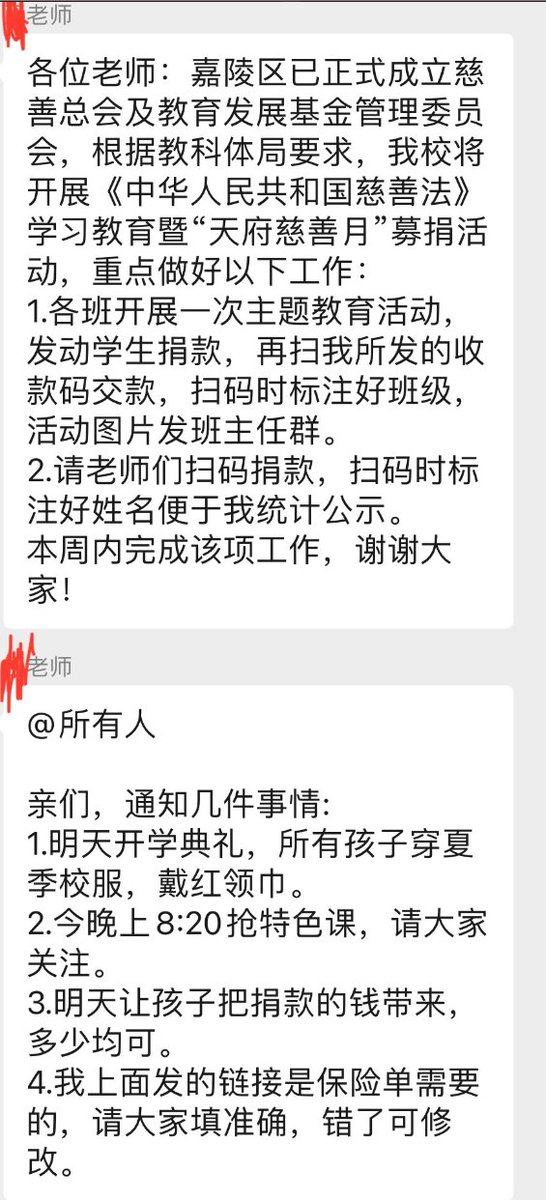 老师
各位老师：嘉陵区已正式成立慈
善总会及教育发展基金管理委员
会，根据教科体局要求，我校将
开展《中华人民共和国慈善法》
学习教育暨“天府慈善月”募捐活
动，重点做好以下工作：
1.各班开展一次主题教育活动，
发动学生捐款，再扫我所发的收
款码交款，扫码时标注好班级，
活动图片发班主任群。
2.请老师们扫码捐款，扫码时标
注好姓名便于我统计公示。
本周内完成该项工作，谢谢大
家！
老师
@所有人
亲们，通知几件事情:
1.明天开学典礼，所有孩子穿夏
季校服，戴红领巾。
2.今晚上8:20抢特色课，请大家
关注。
3.明天让孩子把捐款的钱带来，
多少均可。
4.我上面发的链接是保险单需要
的，请大家填准确，错了可修
改。